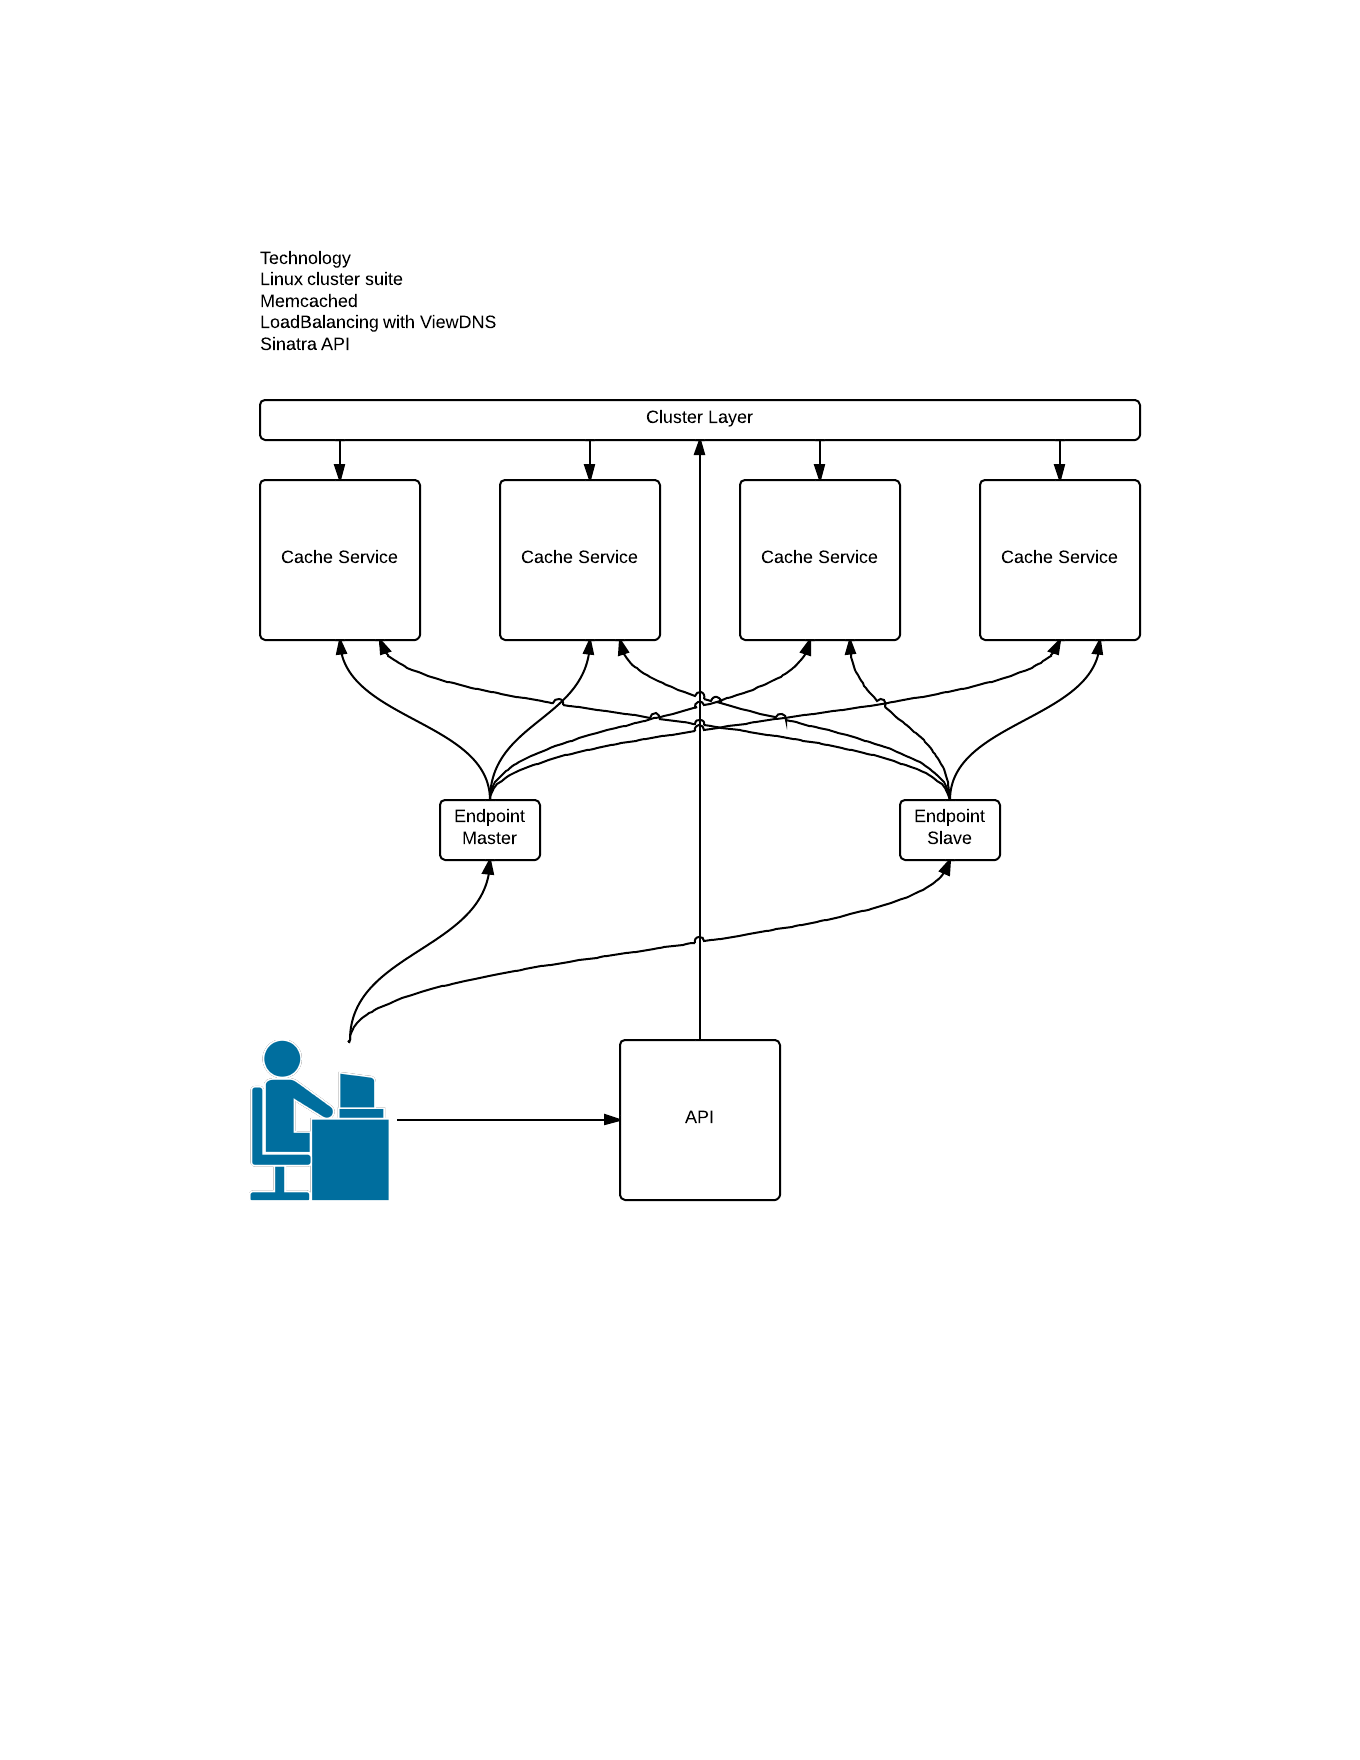 Technology
Linux cluster suite
Memcached
LoadBalancing with ViewDNS
Sinatra API
Cluster Layer
Cache Service
Cache Service
Cache Service
Cache Service
Endpoint
Master
Endpoint
Slave
API